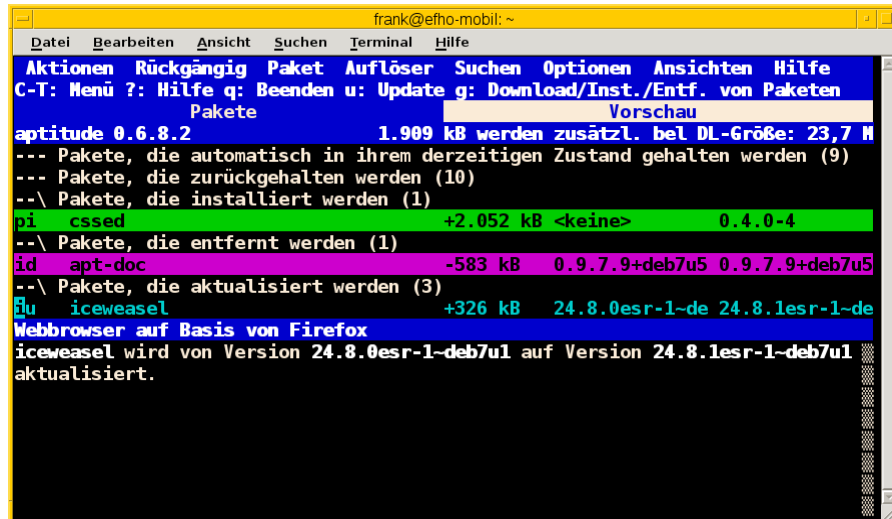 frank@efho-mobil: ~
Datei Bearbeiten Ansicht Suchen Terminal Hilfe
Aktionen Rückgängig Paket Auflöser Suchen Optionen Ansichten Hilfe
C-T: Menü ?: Hilfe q: Beenden u: Update g: Download/Inst./Entf. von Paketen
Pakete Vorschau
aptitude 0.6.8.2 1.909 kB werden zusätzl. bel DL-Größe: 23,7 M
--- Pakete, die automatisch in ihrem derzeitigen Zustand gehalten werden (9)
--- Pakete, die zurückgehalten werden (10)
--\ Pakete, die installiert werden (1)
pi cssed +2.052 kB <keine> 0.4.0-4
--\ Pakete, die entfernt werden (1)
id apt-doc -583 kB 0.9.7.9+deb7u5 0.9.7.9+deb7u5
--\ Pakete, die aktualisiert werden (3)
iu iceweasel +326 kB 24.8.0esr-1~de 24.8.1esr-1~de
Webbrowser auf Basis von Firefox
iceweasel wird von Version 24.8.0esr-1~deb7u1 auf Version 24.8.1esr-1~deb7u1
aktualisiert.